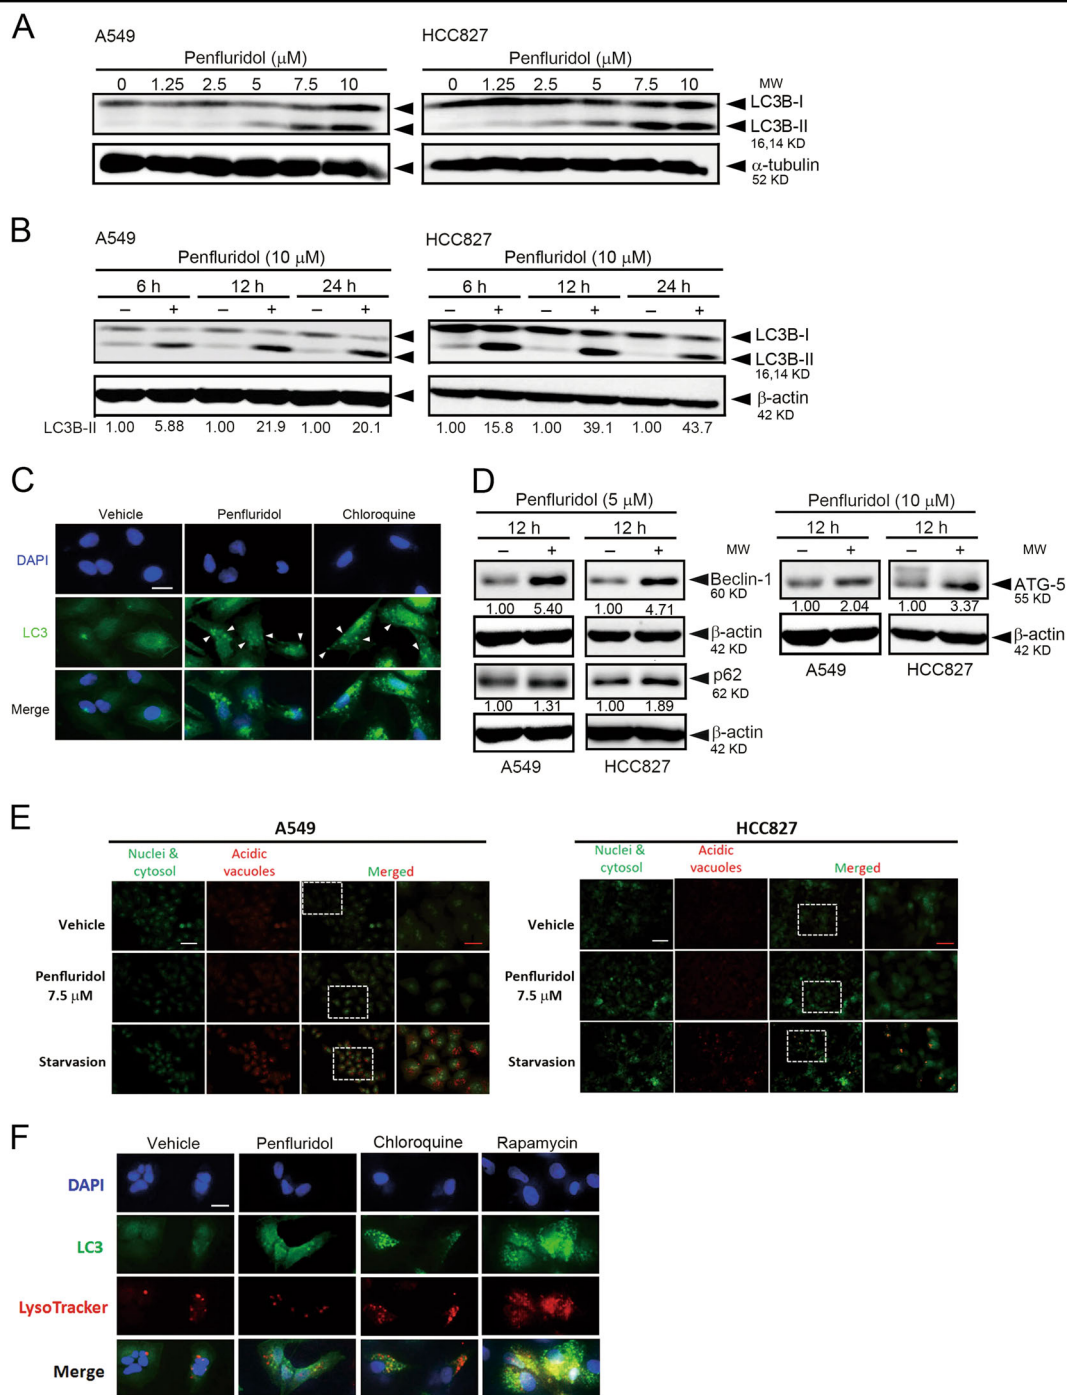 A
A549
HCC827
Penfluridol (μM)
Penfluridol (μM)
0 1.25 2.5 5 7.5 10
0 1.25 2.5 5 7.5 10
MW
LC3B-I
LC3B-II
16,14 KD
α-tubulin
52 KD
B
A549
HCC827
Penfluridol (10 μM)
Penfluridol (10 μM)
6 h 12 h 24 h
6 h 12 h 24 h
– + – + – +
– + – + – +
LC3B-I
LC3B-II
16,14 KD
β-actin
42 KD
LC3B-II 1.00 5.88 1.00 21.9 1.00 20.1
1.00 15.8 1.00 39.1 1.00 43.7
C
Vehicle Penfluridol Chloroquine
DAPI
LC3
Merge
D
Penfluridol (5 μM)
Penfluridol (10 μM)
12 h 12 h
12 h 12 h
– + – + MW
– + – + MW
Beclin-1
60 KD
1.00 5.40 1.00 4.71
β-actin
42 KD
p62
62 KD
1.00 1.31 1.00 1.89
β-actin
42 KD
A549 HCC827
ATG-5
55 KD
1.00 2.04 1.00 3.37
β-actin
42 KD
A549 HCC827
E
A549
HCC827
Nuclei &
cytosol
Acidic
vacuoles
Merged
Nuclei &
cytosol
Acidic
vacuoles
Merged
Vehicle
Penfluridol
7.5 μM
Starvasion
Vehicle
Penfluridol
7.5 μM
Starvasion
F
Vehicle Penfluridol Chloroquine Rapamycin
DAPI
LC3
LysoTracker
Merge